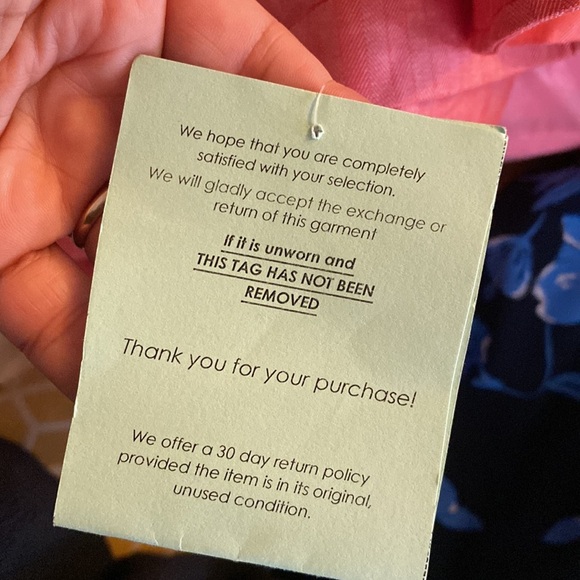 We hope that you are completely
satisfied with your selection.
We will gladly accept the exchange or
return of this garment
If it is unworn and
THIS TAG HAS NOT BEEN
REMOVED
Thank you for your purchase!
We offer a 30 day return policy
provided the item is in its original,
unused condition.